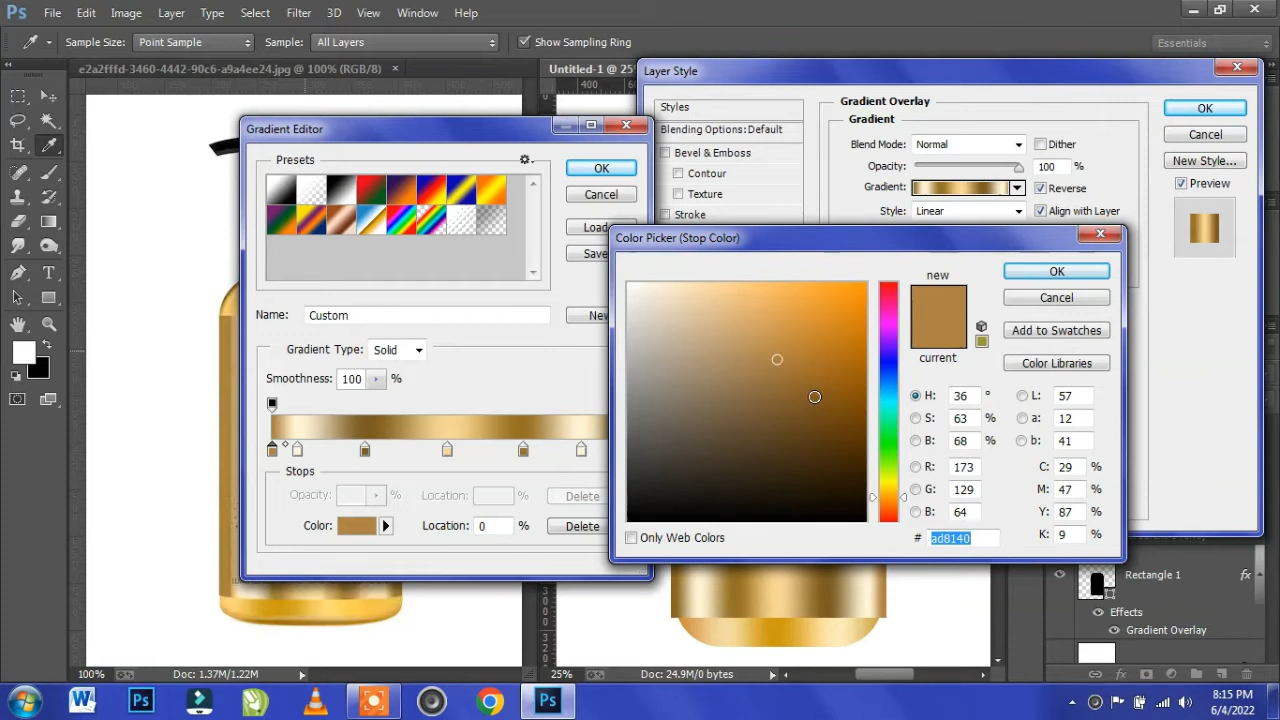 Ps File Edit Image Layer Type Select Filter 3D View Window Help
Sample Size: Point Sample Sample: All Layers Show Sampling Ring Essentials
e2a2fffd-3460-4442-90c6-a9a4ee24.jpg @ 100% (RGB/8) ×
Untitled-1 @ 25%
400
Layer Style
Styles
Blending Options: Default
Bevel & Emboss
Contour
Texture
Stroke
Gradient Overlay
Gradient
Blend Mode: Normal Dither
Opacity: 100 %
Gradient: Reverse
Style: Linear Align with Layer
OK
Cancel
New Style...
Preview
Gradient Editor
Presets
OK
Cancel
Load
Save
Name: Custom
New
Gradient Type: Solid
Smoothness: 100 %
Stops
Opacity: % Location: % Delete
Color: Location: 0 % Delete
Color Picker (Stop Color)
new
current
OK
Cancel
Add to Swatches
Color Libraries
H: 36 °
S: 63 %
B: 68 %
R: 173
G: 129
B: 64
L: 57
a: 12
b: 41
C: 29 %
M: 47 %
Y: 87 %
K: 9 %
# ad8140
Only Web Colors
Rectangle 1 fx
Effects
Gradient Overlay
100% Doc: 1.37M/1.22M
25% Doc: 24.9M/0 bytes
8:15 PM
6/4/2022